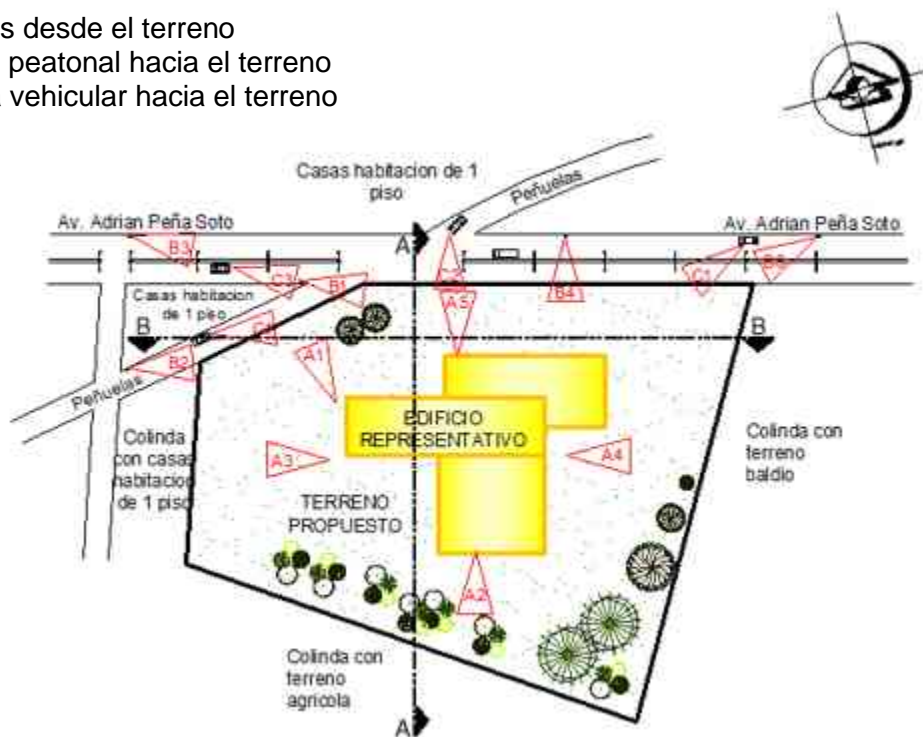 s desde el terreno
peatonal hacia el terreno
vehicular hacia el terreno
Casas habitacion de 1
piso
Peñuelas
Av. Adrian Peña Soto
Av. Adrian Peña Soto
A
B3
C3
B1
C2
A5
B4
C1
Casas habitacion
de 1 piso
B
B
B2
A1
Peñuelas
EDIFICIO
REPRESENTATIVO
Colinda
con casas
habitacion
de 1 piso
A3
A4
Colinda con
terreno
baldio
TERRENO
PROPUESTO
A2
Colinda con
terreno
agricola
A